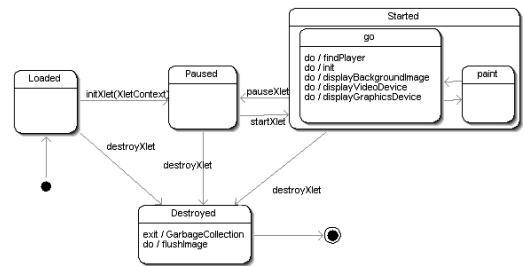 Started
go
do / findPlayer
do / init
do / displayBackgroundImage
do / displayVideoDevice
do / displayGraphicsDevice
paint
Loaded
Paused
initXlet(XletContext)
pauseXlet
startXlet
destroyXlet
destroyXlet
destroyXlet
Destroyed
exit / GarbageCollection
do / flushImage